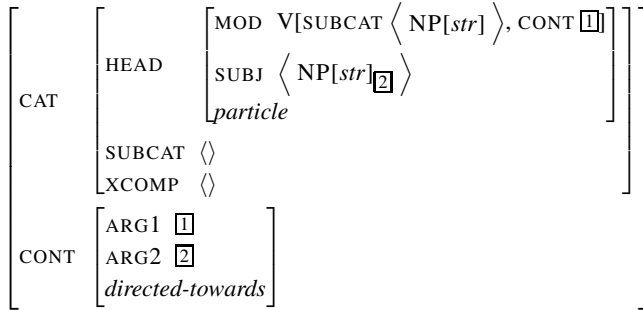 MOD V[SUBCAT ⟨ NP[str] ⟩, CONT 1]
HEAD
SUBJ ⟨ NP[str]2 ⟩
CAT
particle
SUBCAT ⟨⟩
XCOMP ⟨⟩
ARG1 1
CONT ARG2 2
directed-towards